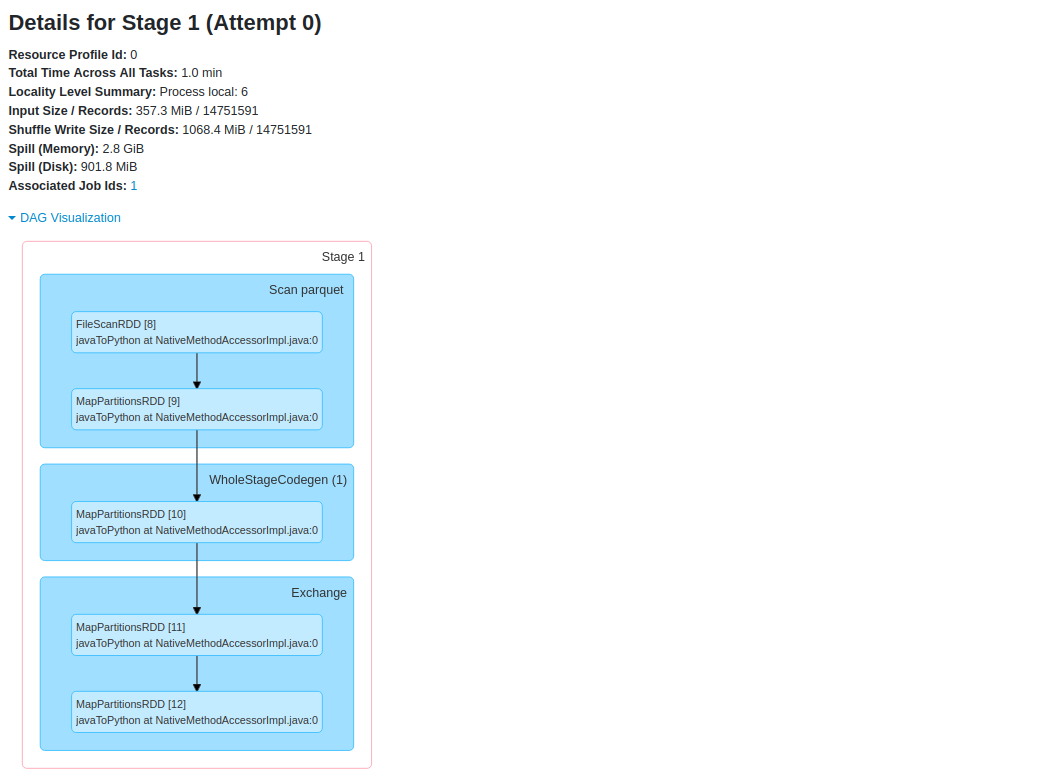 Details for Stage 1 (Attempt 0)
Resource Profile Id: 0
Total Time Across All Tasks: 1.0 min
Locality Level Summary: Process local: 6
Input Size / Records: 357.3 MiB / 14751591
Shuffle Write Size / Records: 1068.4 MiB / 14751591
Spill (Memory): 2.8 GiB
Spill (Disk): 901.8 MiB
Associated Job Ids: 1
DAG Visualization
Stage 1
Scan parquet
FileScanRDD [8]
javaToPython at NativeMethodAccessorImpl.java:0
MapPartitionsRDD [9]
javaToPython at NativeMethodAccessorImpl.java:0
WholeStageCodegen (1)
MapPartitionsRDD [10]
javaToPython at NativeMethodAccessorImpl.java:0
Exchange
MapPartitionsRDD [11]
javaToPython at NativeMethodAccessorImpl.java:0
MapPartitionsRDD [12]
javaToPython at NativeMethodAccessorImpl.java:0